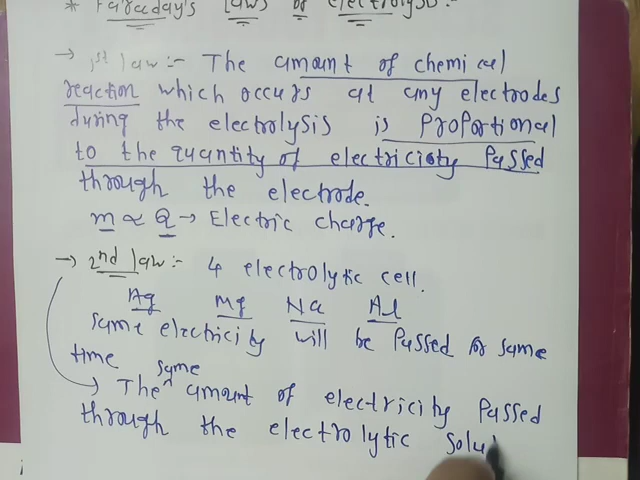 * Faraday's laws of electrolysis:-
→ 1st law:- The amount of chemical
reaction which occurs at any electrodes
during the electrolysis is proportional
to the quantity of electricioty passed
through the electrode.
m ∝ Q → Electric charge.
→ 2nd law:- 4 electrolytic cell.
Ag Mg Na Al
same electricity will be passed for same
time
→ The same amount of electricity passed
through the electrolytic solu